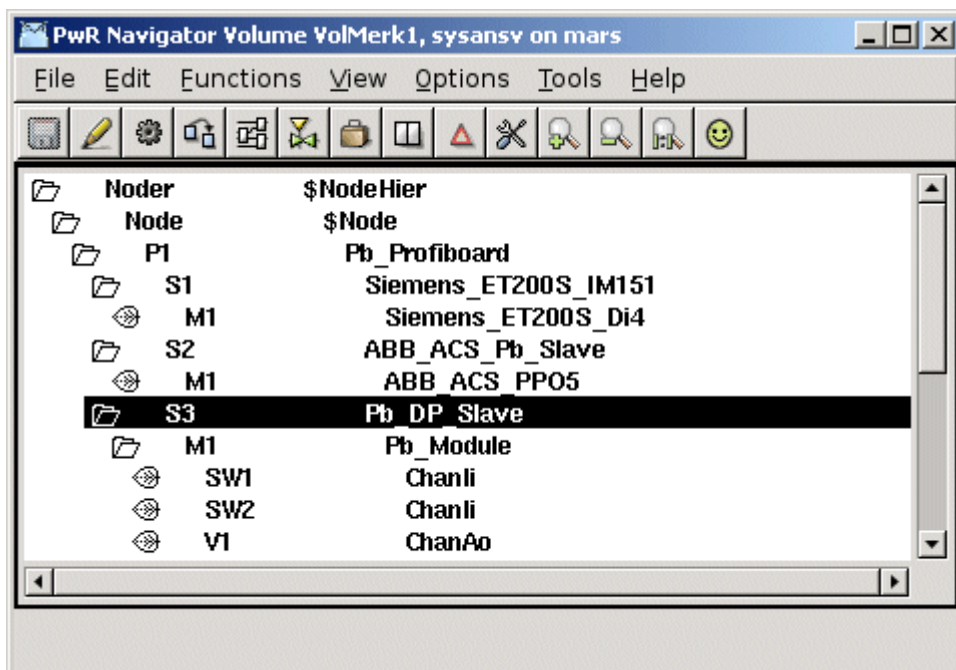 PwR Navigator Volume VolMerk1, sysansv on mars
File Edit Functions View Options Tools Help
Noder $NodeHier
Node $Node
P1 Pb_Profiboard
S1 Siemens_ET200S_IM151
M1 Siemens_ET200S_Di4
S2 ABB_ACS_Pb_Slave
M1 ABB_ACS_PPO5
S3 Pb_DP_Slave
M1 Pb_Module
SW1 ChanIi
SW2 ChanIi
V1 ChanAo